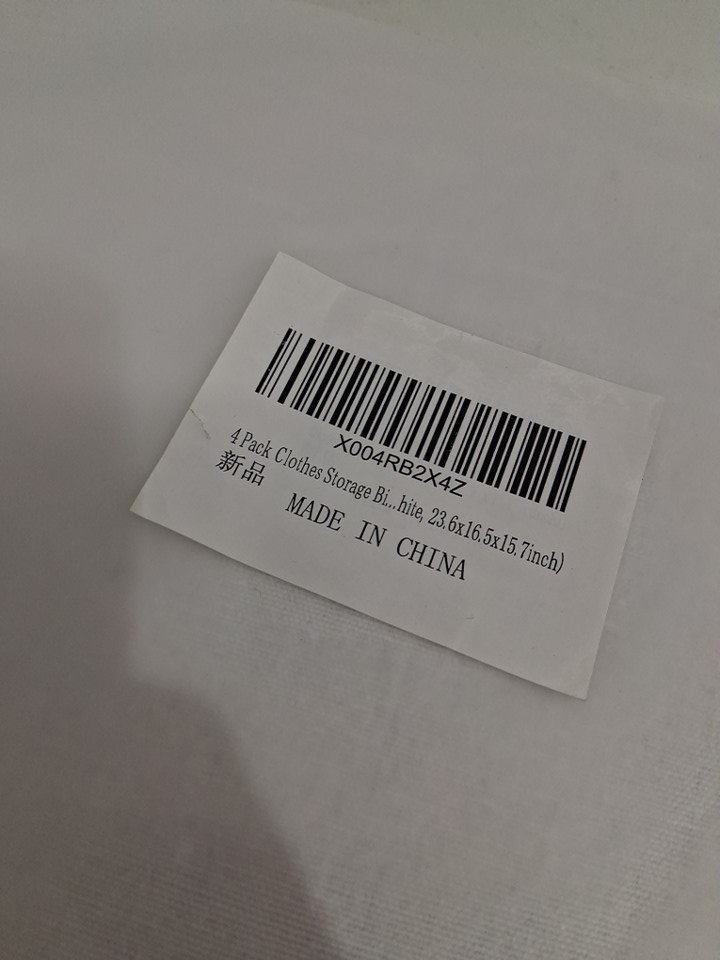 X004RB2X4Z
4 Pack Clothes Storage Bi...hite, 23.6x16.5x15.7inch)
新品
MADE IN CHINA